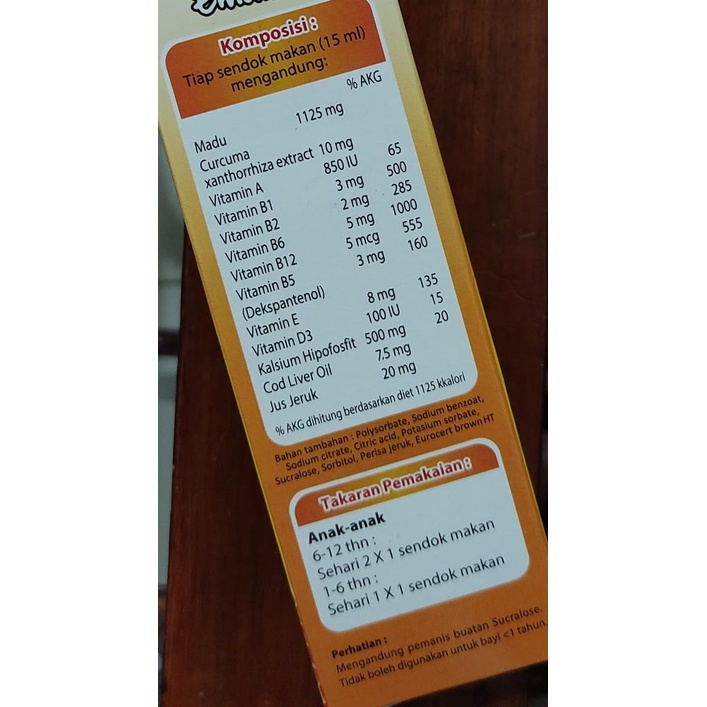 Komposisi :
Tiap sendok makan (15 ml)
mengandung:
% AKG
Madu 1125 mg
Curcuma
xanthorrhiza extract 10 mg
Vitamin A 850 IU 65
Vitamin B1 3 mg 500
Vitamin B2 2 mg 285
Vitamin B6 5 mg 1000
Vitamin B12 5 mcg 555
Vitamin B5 3 mg 160
(Dekspantenol)
Vitamin E 8 mg 135
Vitamin D3 100 IU 15
Kalsium Hipofosfit 500 mg 20
Cod Liver Oil 7.5 mg
Jus Jeruk 20 mg
% AKG dihitung berdasarkan diet 1125 kkalori
Bahan tambahan : Polysorbate, Sodium benzoat,
Sodium citrate, Citric acid, Potasium sorbate,
Sucralose, Sorbitol, Perisa jeruk, Eurocert brown HT
Takaran Pemakaian :
Anak-anak
6-12 thn :
Sehari 2 X 1 sendok makan
1-6 thn :
Sehari 1 X 1 sendok makan
Perhatian :
Mengandung pemanis buatan Sucralose.
Tidak boleh digunakan untuk bayi <1 tahun.